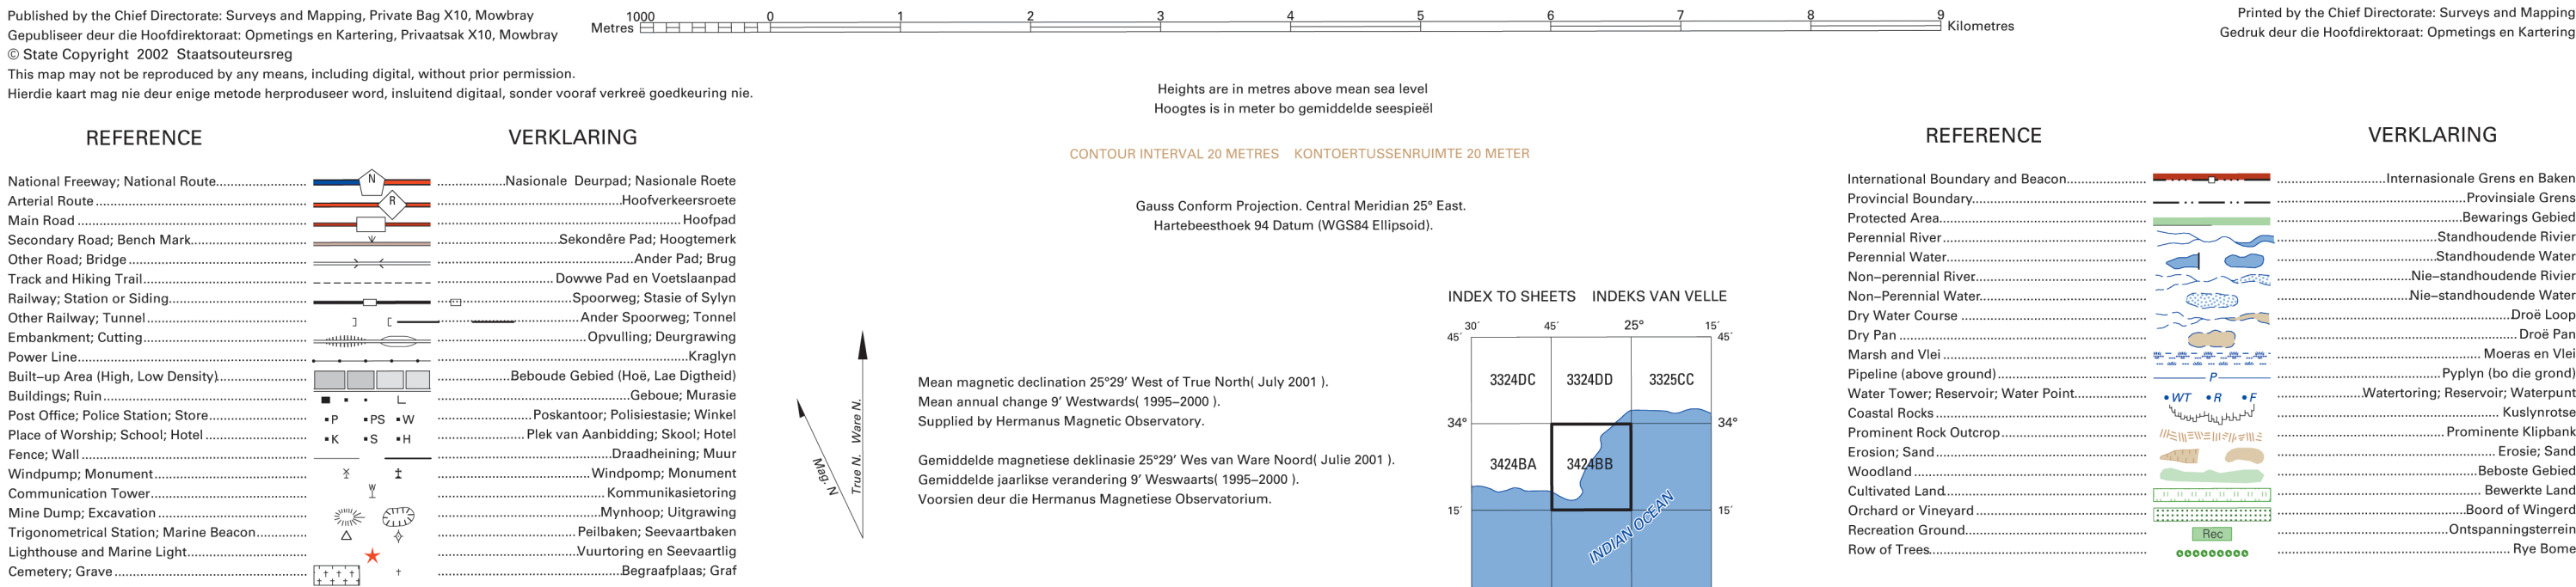 Published by the Chief Directorate: Surveys and Mapping, Private Bag X10, Mowbray
Gepubliseer deur die Hoofdirektoraat: Opmetings en Kartering, Privaatsak X10, Mowbray
© State Copyright 2002 Staatsouteursreg
This map may not be reproduced by any means, including digital, without prior permission.
Hierdie kaart mag nie deur enige metode herproduseer word, insluitend digitaal, sonder vooraf verkreë goedkeuring nie.
1000 0 1 2 3 4 5 6 7 8 9
Metres Kilometres
Printed by the Chief Directorate: Surveys and Mapping
Gedruk deur die Hoofdirektoraat: Opmetings en Kartering
REFERENCE VERKLARING
National Freeway; National Route N Nasionale Deurpad; Nasionale Roete
Arterial Route R Hoofverkeersroete
Main Road Hoofpad
Secondary Road; Bench Mark Sekondêre Pad; Hoogtemerk
Other Road; Bridge Ander Pad; Brug
Track and Hiking Trail Dowwe Pad en Voetslaanpad
Railway; Station or Siding Spoorweg; Stasie of Sylyn
Other Railway; Tunnel Ander Spoorweg; Tonnel
Embankment; Cutting Opvulling; Deurgrawing
Power Line Kraglyn
Built-up Area (High, Low Density) Beboude Gebied (Hoë, Lae Digtheid)
Buildings; Ruin Geboue; Murasie
Post Office; Police Station; Store P PS W Poskantoor; Polisiestasie; Winkel
Place of Worship; School; Hotel K S H Plek van Aanbidding; Skool; Hotel
Fence; Wall Draadheining; Muur
Windpump; Monument Windpomp; Monument
Communication Tower Kommunikasietoring
Mine Dump; Excavation Mynhoop; Uitgrawing
Trigonometrical Station; Marine Beacon Peilbaken; Seevaartbaken
Lighthouse and Marine Light Vuurtoring en Seevaartlig
Cemetery; Grave Begraafplaas; Graf
Heights are in metres above mean sea level
Hoogtes is in meter bo gemiddelde seespieël
CONTOUR INTERVAL 20 METRES KONTOERTUSSENRUIMTE 20 METER
Gauss Conform Projection. Central Meridian 25° East.
Hartebeesthoek 94 Datum (WGS84 Ellipsoid).
Mag. N
True N. Ware N.
Mean magnetic declination 25°29′ West of True North( July 2001 ).
Mean annual change 9′ Westwards( 1995–2000 ).
Supplied by Hermanus Magnetic Observatory.
Gemiddelde magnetiese deklinasie 25°29′ Wes van Ware Noord( Julie 2001 ).
Gemiddelde jaarlikse verandering 9′ Weswaarts( 1995–2000 ).
Voorsien deur die Hermanus Magnetiese Observatorium.
INDEX TO SHEETS INDEKS VAN VELLE
30′ 45′ 25° 15′
45′ 45′
3324DC 3324DD 3325CC
34° 34°
3424BA 3424BB
15′ 15′
INDIAN OCEAN
REFERENCE VERKLARING
International Boundary and Beacon Internasionale Grens en Baken
Provincial Boundary Provinsiale Grens
Protected Area Bewarings Gebied
Perennial River Standhoudende Rivier
Perennial Water Standhoudende Water
Non-perennial River Nie-standhoudende Rivier
Non-Perennial Water Nie-standhoudende Water
Dry Water Course Droë Loop
Dry Pan Droë Pan
Marsh and Vlei Moeras en Vlei
Pipeline (above ground) P Pyplyn (bo die grond)
Water Tower; Reservoir; Water Point WT R F Watertoring; Reservoir; Waterpunt
Coastal Rocks Kuslynrotse
Prominent Rock Outcrop Prominente Klipbank
Erosion; Sand Erosie; Sand
Woodland Beboste Gebied
Cultivated Land Bewerkte Land
Orchard or Vineyard Boord of Wingerd
Recreation Ground Rec Ontspanningsterrein
Row of Trees Rye Bome